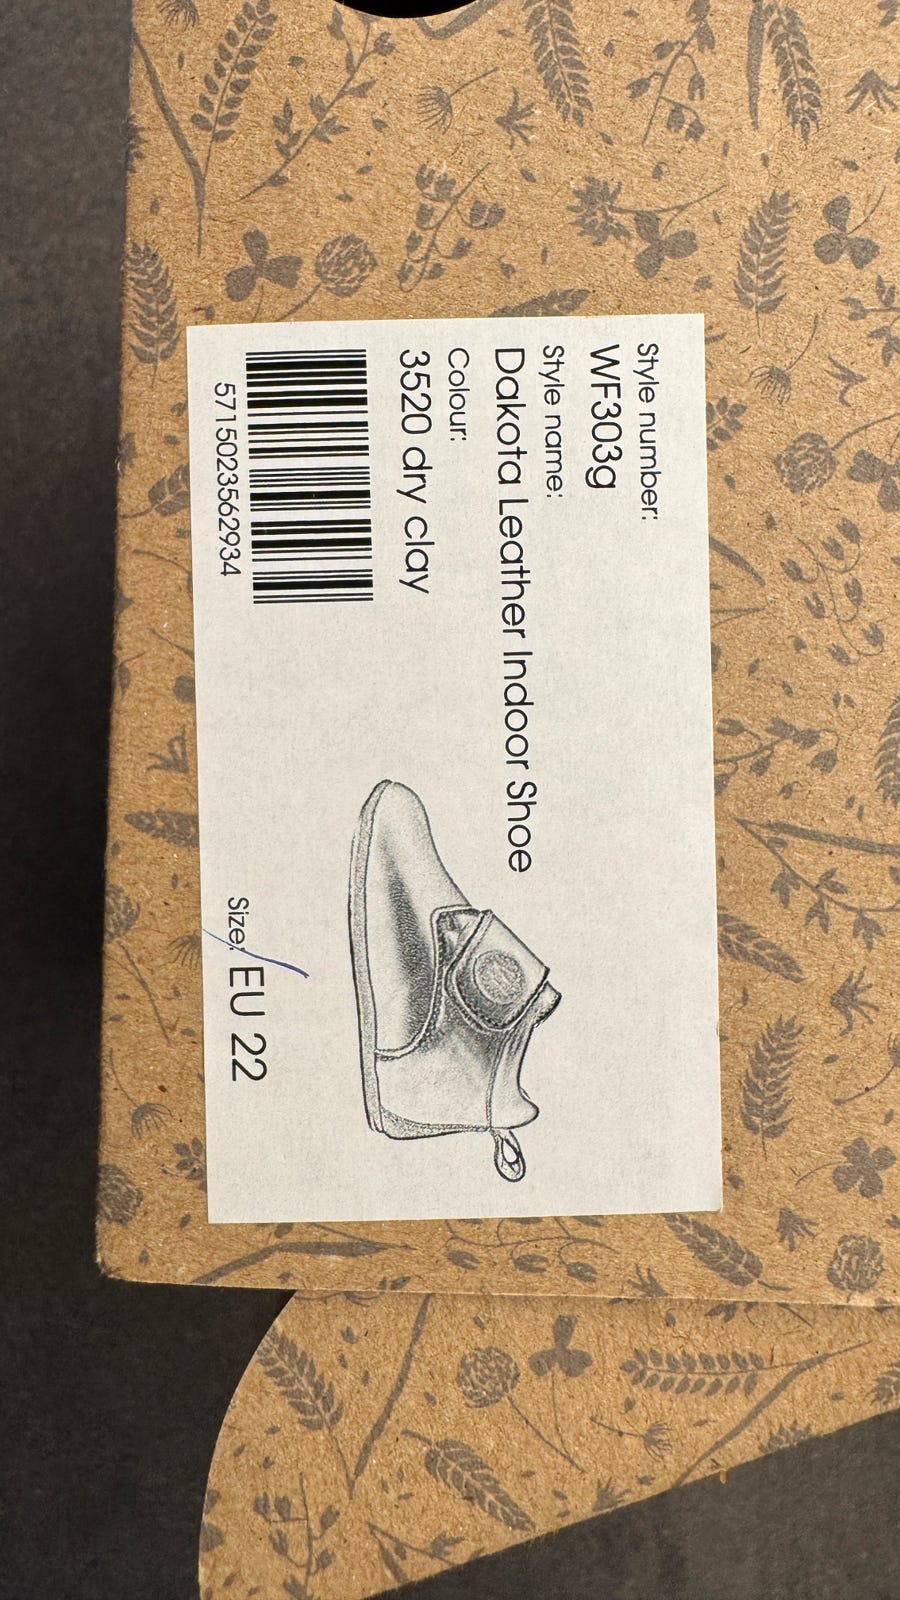 Style number:
WF303g
Style name:
Dakota Leather Indoor Shoe
Colour:
3520 dry clay
5715023562934
Size: EU 22